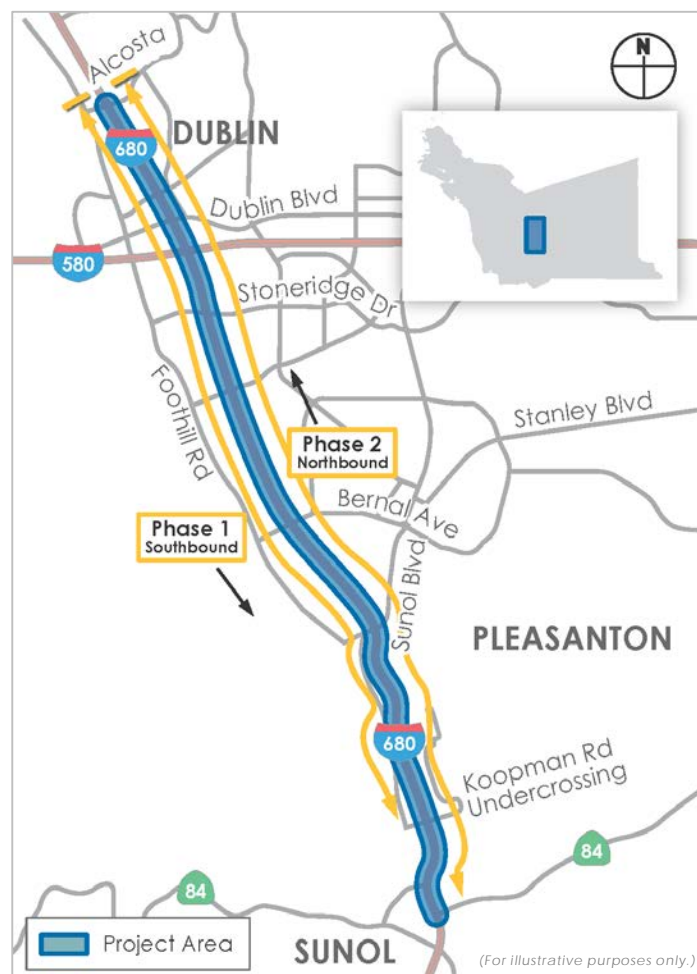 N
Alcosta
DUBLIN
680
Dublin Blvd
580
Stoneridge Dr
Foothill Rd
Stanley Blvd
Phase 2
Northbound
Bernal Ave
Phase 1
Southbound
Sunol Blvd
PLEASANTON
680
Koopman Rd
Undercrossing
84
84
Project Area
SUNOL
(For illustrative purposes only.)